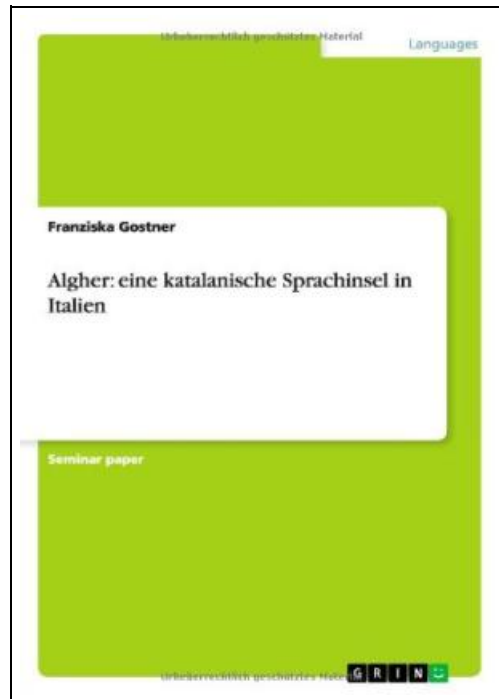 Urheberrechtlich geschütztes Material
Languages
Franziska Gostner
Algher: eine katalanische Sprachinsel in
Italien
Seminar paper
Urheberrechtlich geschütztes Material
GRIN